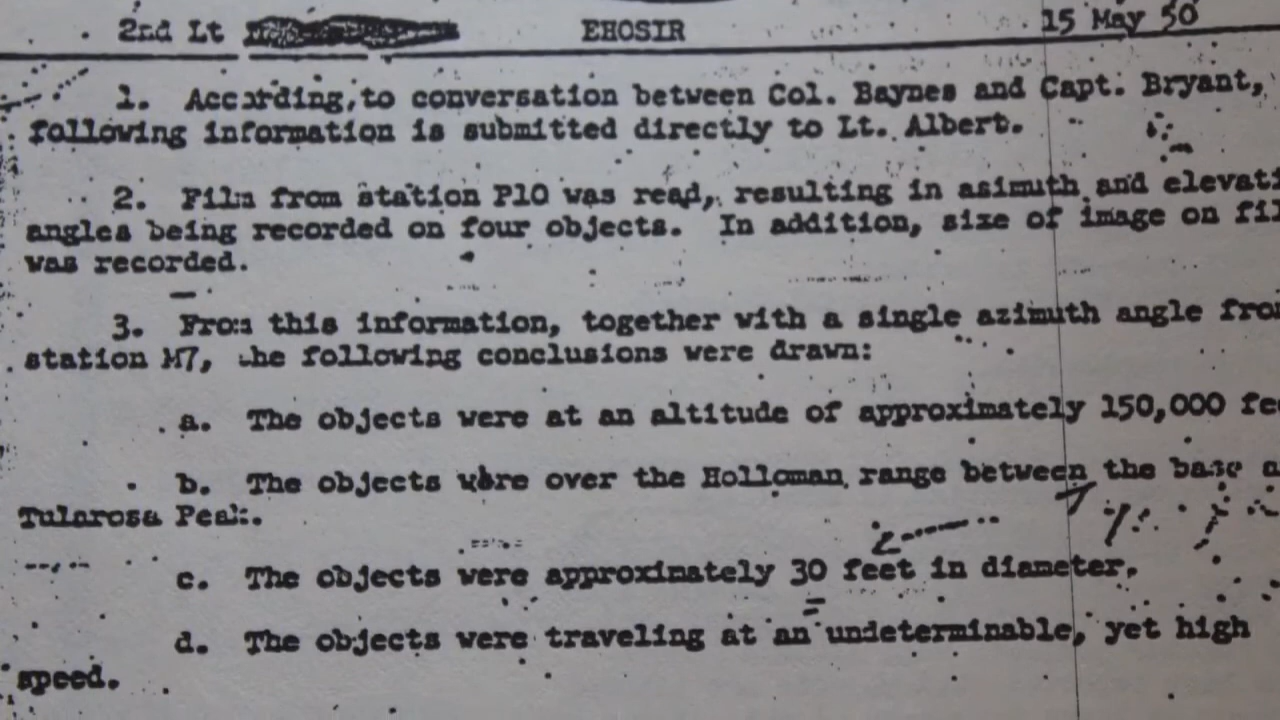 2nd Lt EHOSIR 15 May 50
1. According to conversation between Col. Baynes and Capt. Bryant,
following information is submitted directly to Lt. Albert.
2. Film from station P10 was read, resulting in asimuth and elevati
angles being recorded on four objects. In addition, size of image on fil
was recorded.
3. From this information, together with a single azimuth angle fro
station M7, the following conclusions were drawn:
a. The objects were at an altitude of approximately 150,000 fe
b. The objects were over the Holloman range between the base a
Tularosa Peak.
c. The objects were approximately 30 feet in diameter.
d. The objects were traveling at an undeterminable, yet high
speed.